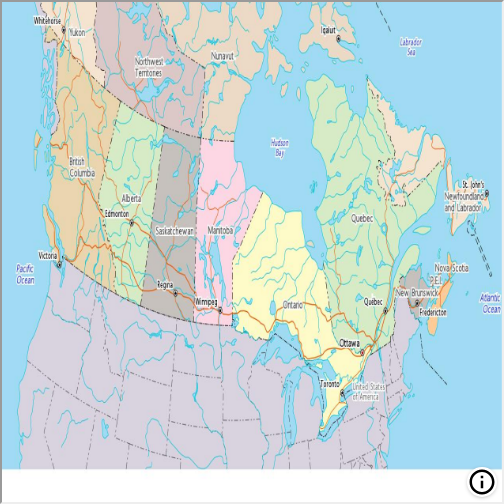 Whitehorse
Yukon
Iqaluit
Labrador
Sea
Northwest
Territories
Nunavut
Hudson
Bay
British
Columbia
Alberta
Edmonton
Saskatchewan
Manitoba
Quebec
St. John's
Newfoundland
and Labrador
Victoria
Pacific
Ocean
Regina
Winnipeg
Ontario
Nova Scotia
P.E.I.
New Brunswick
Fredericton
Atlantic
Ocean
Québec
Ottawa
Toronto
United States
of America